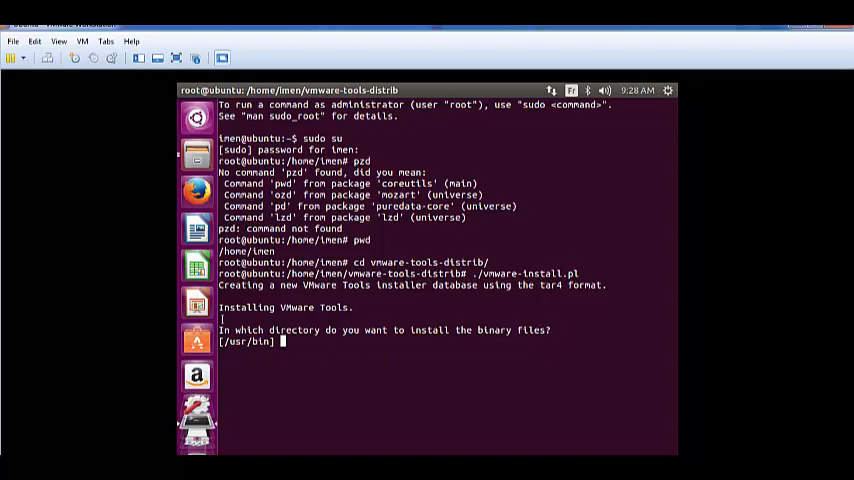 File Edit View VM Tabs Help
root@ubuntu: /home/imen/vmware-tools-distrib
Fr
9:28 AM
To run a command as administrator (user "root"), use "sudo <command>".
See "man sudo_root" for details.
imen@ubuntu:~$ sudo su
[sudo] password for imen:
root@ubuntu:/home/imen# pzd
No command 'pzd' found, did you mean:
Command 'pwd' from package 'coreutils' (main)
Command 'ozd' from package 'mozart' (universe)
Command 'pd' from package 'puredata-core' (universe)
Command 'lzd' from package 'lzd' (universe)
pzd: command not found
root@ubuntu:/home/imen# pwd
/home/imen
root@ubuntu:/home/imen# cd vmware-tools-distrib/
root@ubuntu:/home/imen/vmware-tools-distrib# ./vmware-install.pl
Creating a new VMware Tools installer database using the tar4 format.
Installing VMware Tools.
In which directory do you want to install the binary files?
[/usr/bin]